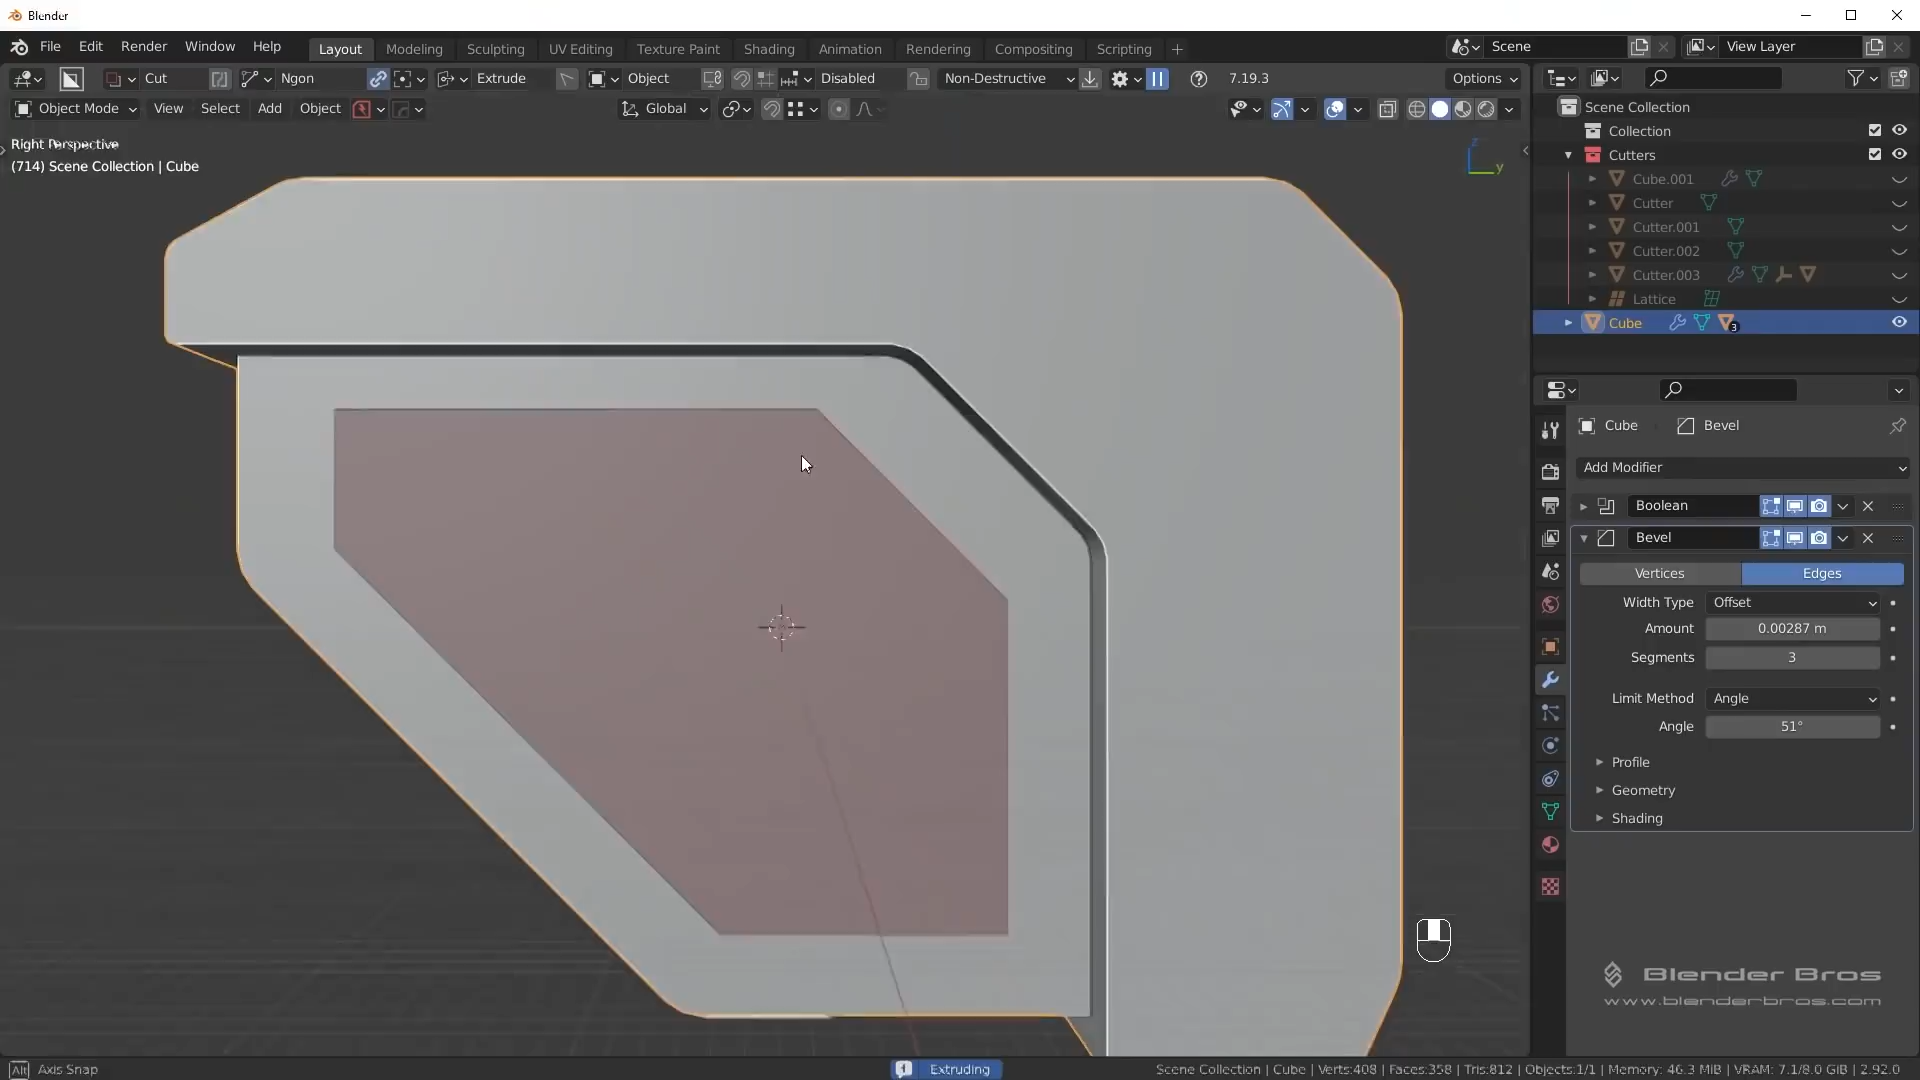 Blender
File Edit Render Window Help
Layout Modeling Sculpting UV Editing Texture Paint Shading Animation Rendering Compositing Scripting +
Scene
View Layer
Cut Ngon Extrude Object Disabled Non-Destructive 7.19.3 Options
Object Mode View Select Add Object Global
Right Perspective
(714) Scene Collection | Cube
Z
Y
Scene Collection
Collection
Cutters
Cube.001
Cutter
Cutter.001
Cutter.002
Cutter.003
Lattice
Cube 3
Cube Bevel
Add Modifier
Boolean
Bevel
Vertices Edges
Width Type Offset
Amount 0.00287 m
Segments 3
Limit Method Angle
Angle 51°
Profile
Geometry
Shading
Blender Bros
www.blenderbros.com
Alt Axis Snap
Extruding
Scene Collection | Cube | Verts:408 | Faces:358 | Tris:812 | Objects:1/1 | Memory: 46.3 MiB | VRAM: 7.1/8.0 GiB | 2.92.0